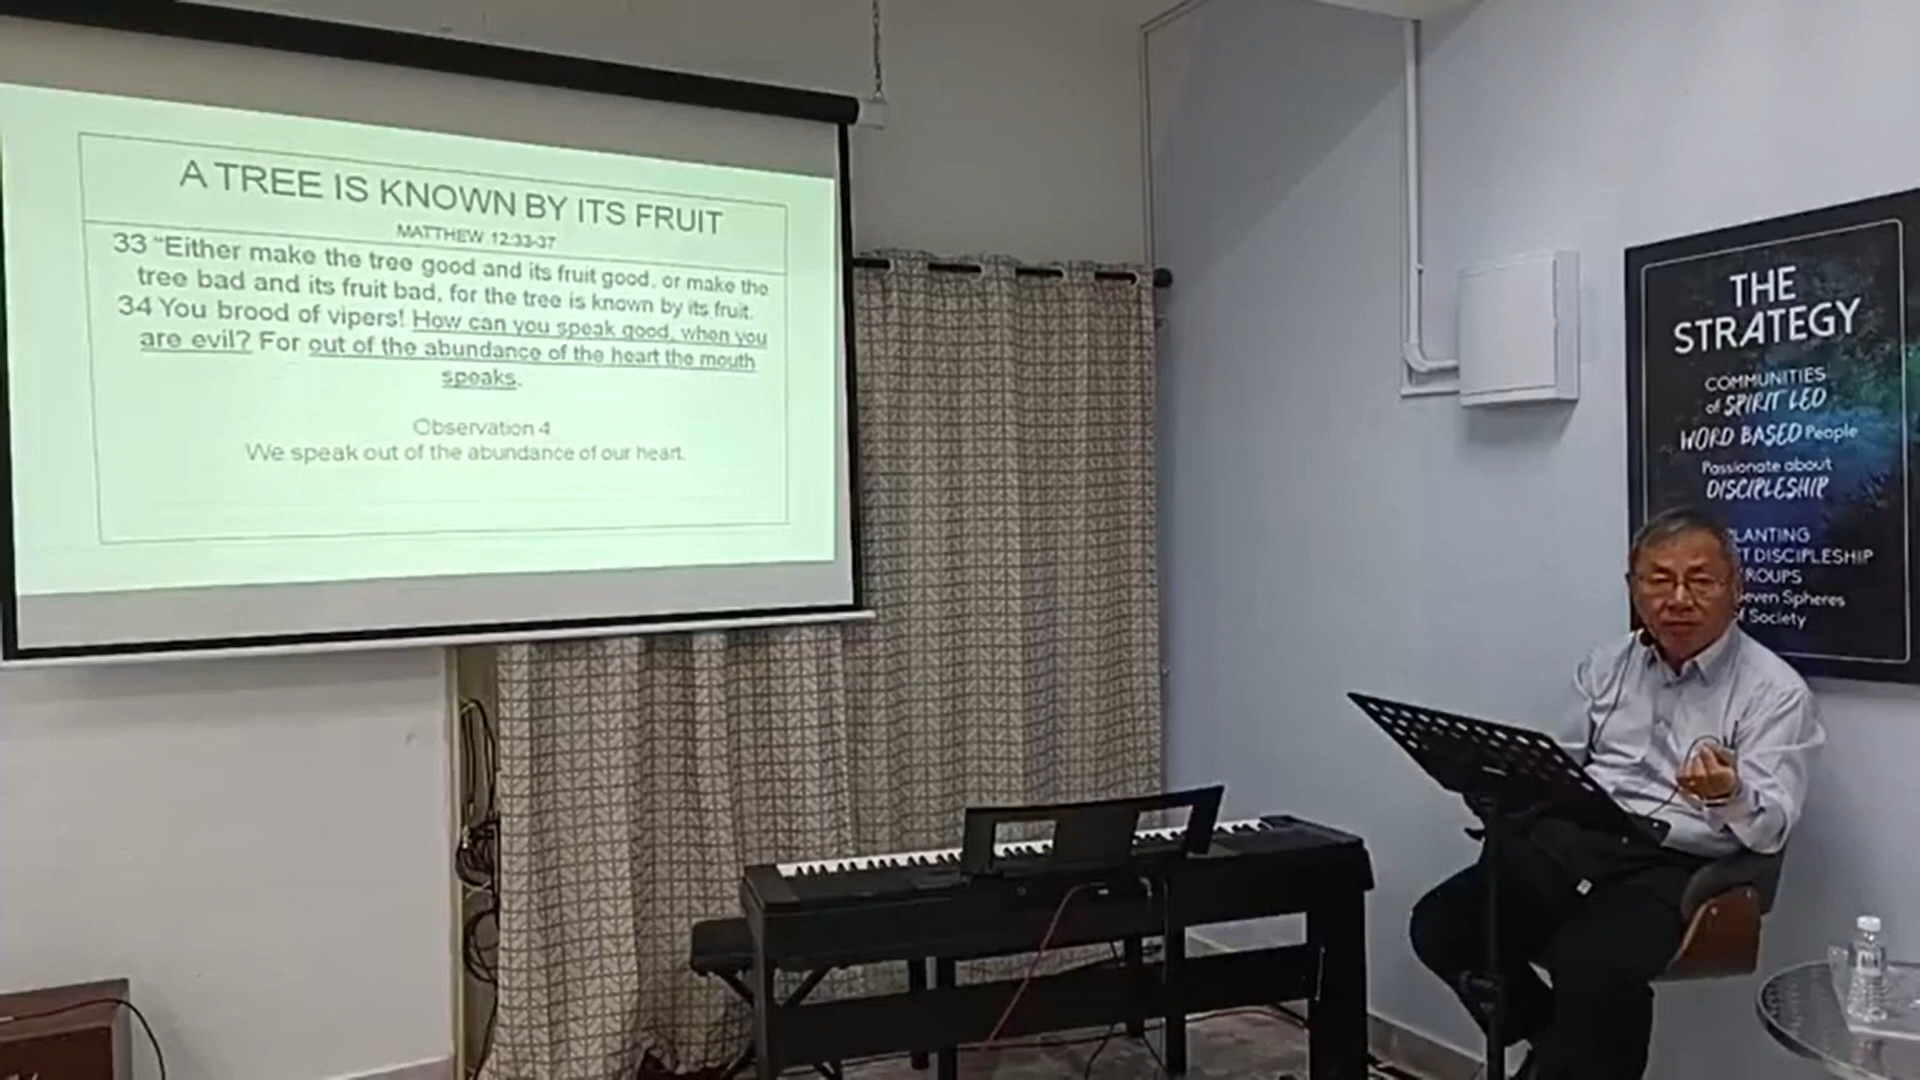 A TREE IS KNOWN BY ITS FRUIT
MATTHEW 12:33-37
33 “Either make the tree good and its fruit good, or make the
tree bad and its fruit bad, for the tree is known by its fruit.
34 You brood of vipers! How can you speak good, when you
are evil? For out of the abundance of the heart the mouth
speaks.
Observation 4
We speak out of the abundance of our heart.
THE
STRATEGY
COMMUNITIES
of SPIRIT LED
WORD BASED People
Passionate about
DISCIPLESHIP
LANTING
T DISCIPLESHIP
ROUPS
even Spheres
f Society